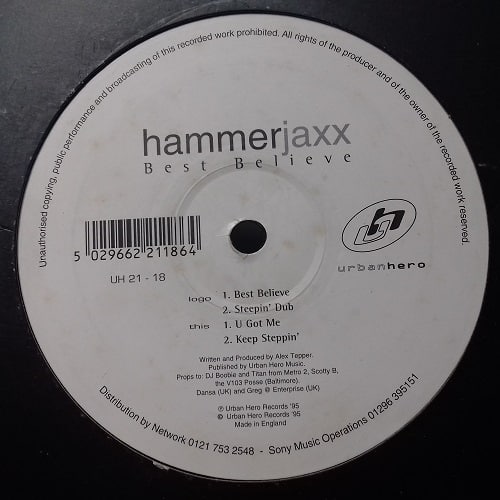 Unauthorised copying, public performance and broadcasting of this recorded work prohibited. All rights of the producer and of the owner of the recorded work reserved.
hammerjaxx
Best Believe
5 029662 211864
UH 21 - 18
urbanhero
logo 1. Best Believe
2. Steepin' Dub
this 1. U Got Me
2. Keep Steppin'
Written and Produced by Alex Tepper.
Published by Urban Hero Music.
Props to: DJ Boobie and Titan from Metro 2, Scotty B,
the V103 Posse (Baltimore).
Dansa (UK) and Greg @ Enterprise (UK)
℗ Urban Hero Records '95
© Urban Hero Records '95
Made in England
Distribution by Network 0121 753 2548 - Sony Music Operations 01296 395151